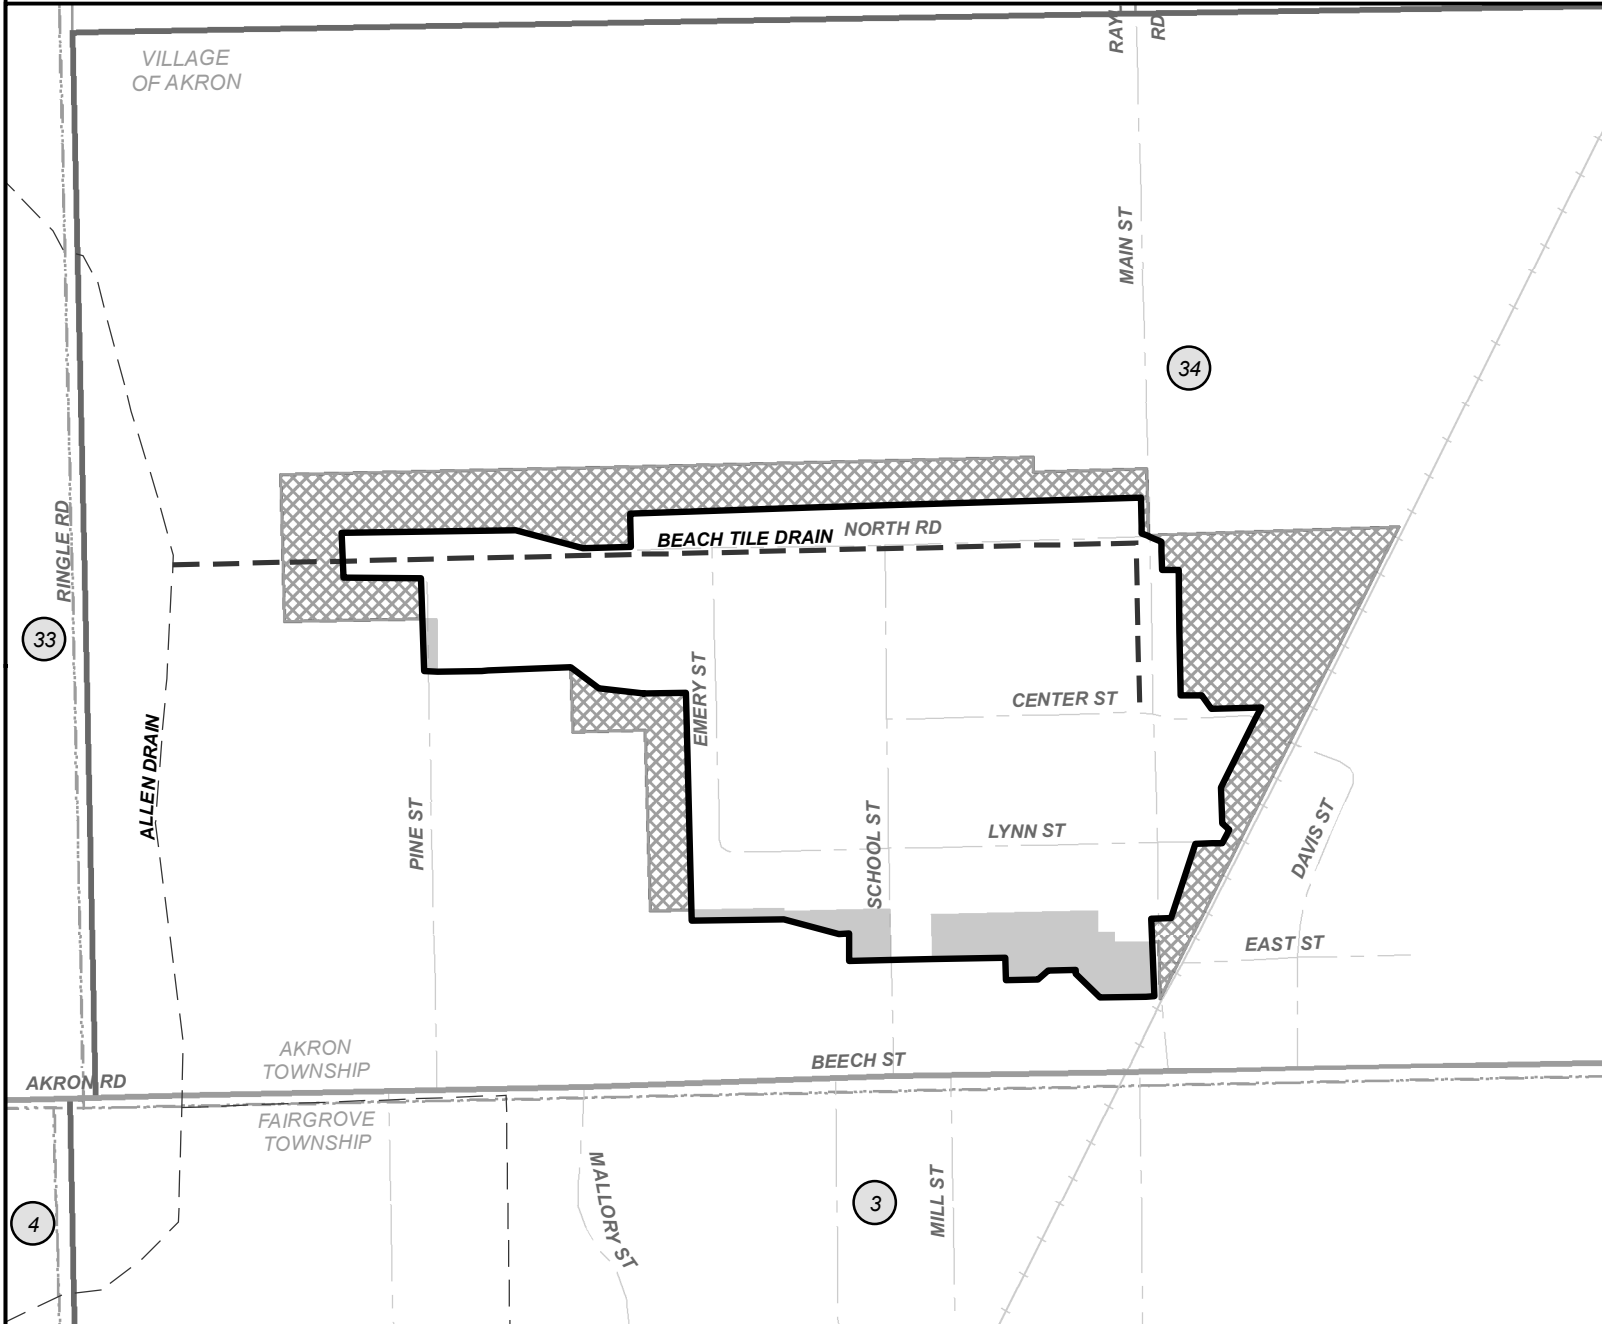 RAY
RD
VILLAGE
OF AKRON
MAIN ST
34
RINGLE RD
BEACH TILE DRAIN
NORTH RD
33
EMERY ST
CENTER ST
ALLEN DRAIN
PINE ST
SCHOOL ST
LYNN ST
DAVIS ST
EAST ST
AKRON
TOWNSHIP
BEECH ST
AKRON RD
FAIRGROVE
TOWNSHIP
MALLORY ST
3
MILL ST
4